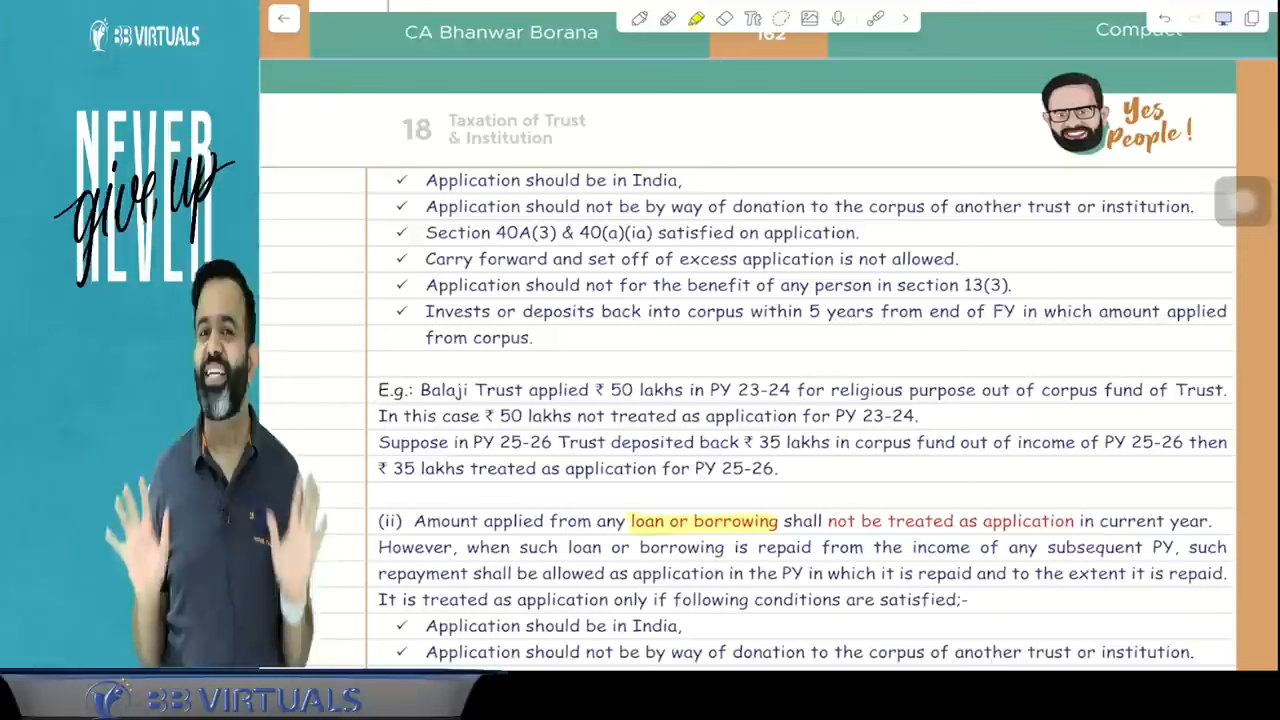 BB VIRTUALS
NEVER
give up
NEVER
CA Bhanwar Borana
162
Compact
18 Taxation of Trust
& Institution
Yes
People !
✓ Application should be in India,
✓ Application should not be by way of donation to the corpus of another trust or institution.
✓ Section 40A(3) & 40(a)(ia) satisfied on application.
✓ Carry forward and set off of excess application is not allowed.
✓ Application should not for the benefit of any person in section 13(3).
✓ Invests or deposits back into corpus within 5 years from end of FY in which amount applied
from corpus.
E.g.: Balaji Trust applied ₹ 50 lakhs in PY 23-24 for religious purpose out of corpus fund of Trust.
In this case ₹ 50 lakhs not treated as application for PY 23-24.
Suppose in PY 25-26 Trust deposited back ₹ 35 lakhs in corpus fund out of income of PY 25-26 then
₹ 35 lakhs treated as application for PY 25-26.
(ii) Amount applied from any loan or borrowing shall not be treated as application in current year.
However, when such loan or borrowing is repaid from the income of any subsequent PY, such
repayment shall be allowed as application in the PY in which it is repaid and to the extent it is repaid.
It is treated as application only if following conditions are satisfied;-
✓ Application should be in India,
✓ Application should not be by way of donation to the corpus of another trust or institution.
BB VIRTUALS